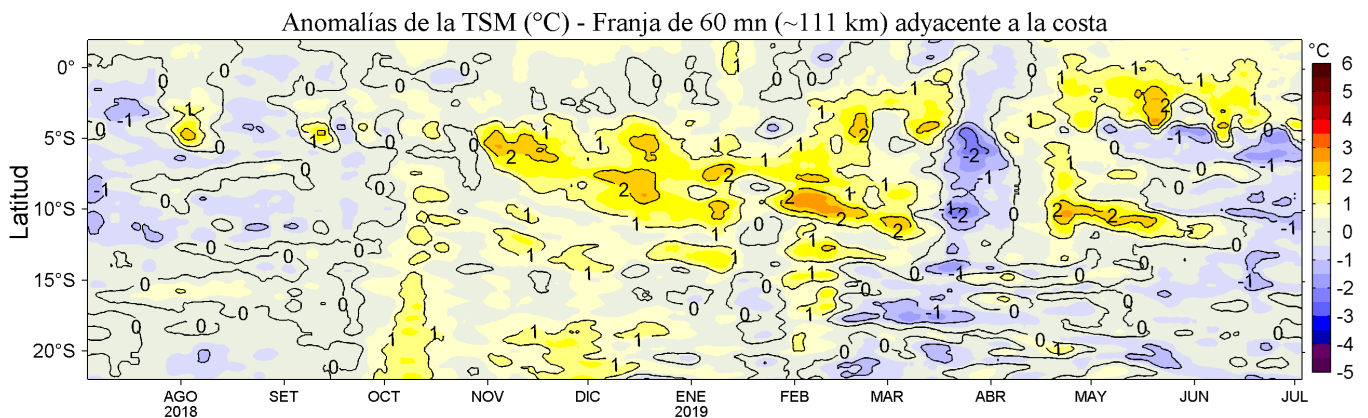 Anomalías de la TSM (°C) - Franja de 60 mn (~111 km) adyacente a la costa
°C
6
5
4
3
2
1
0
-1
-2
-3
-4
-5
Latitud
0°
5°S
10°S
15°S
20°S
AGO SET OCT NOV DIC ENE FEB MAR ABR MAY JUN JUL
2018 2019